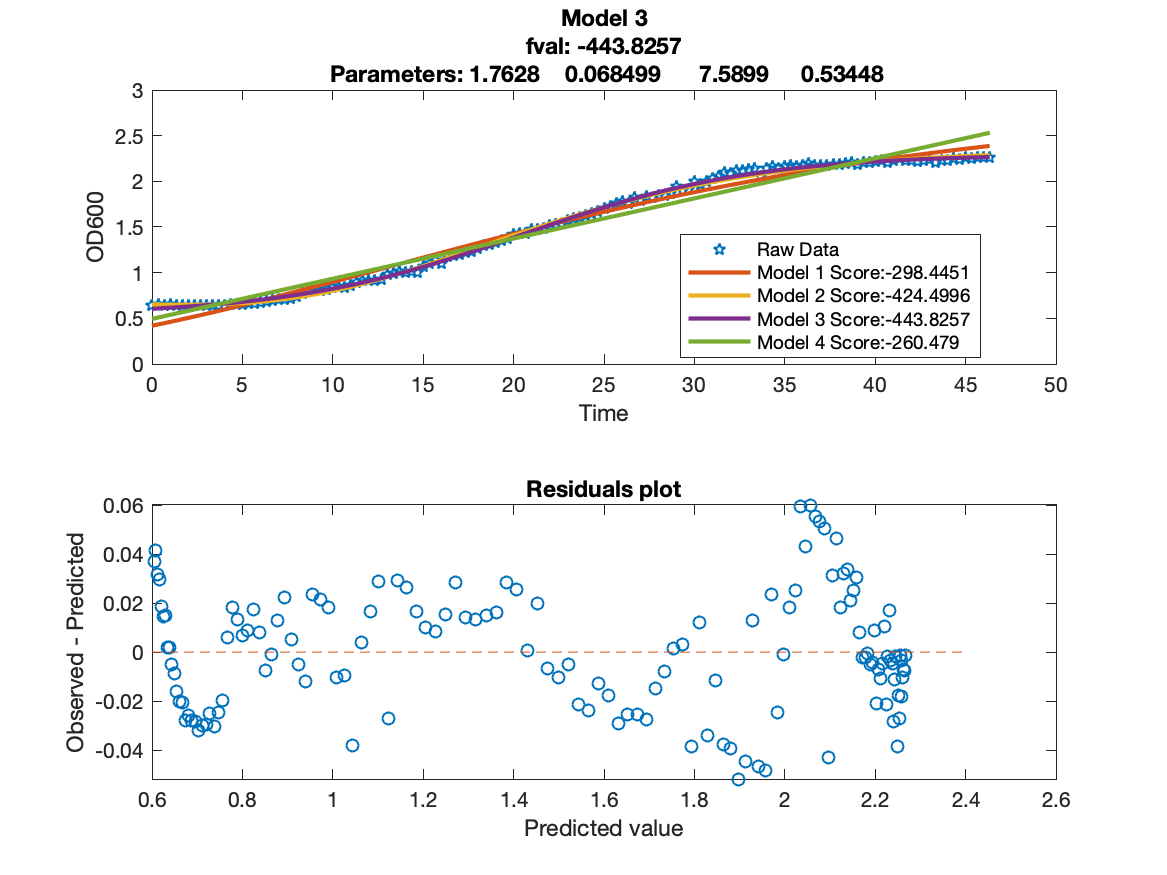 Model 3
fval: -443.8257
Parameters: 1.7628 0.068499 7.5899 0.53448
3
2.5
2
1.5
1
0.5
0
OD600
Raw Data
Model 1 Score:-298.4451
Model 2 Score:-424.4996
Model 3 Score:-443.8257
Model 4 Score:-260.479
0 5 10 15 20 25 30 35 40 45 50
Time
Residuals plot
0.06
0.04
0.02
0
-0.02
-0.04
Observed - Predicted
0.6 0.8 1 1.2 1.4 1.6 1.8 2 2.2 2.4 2.6
Predicted value